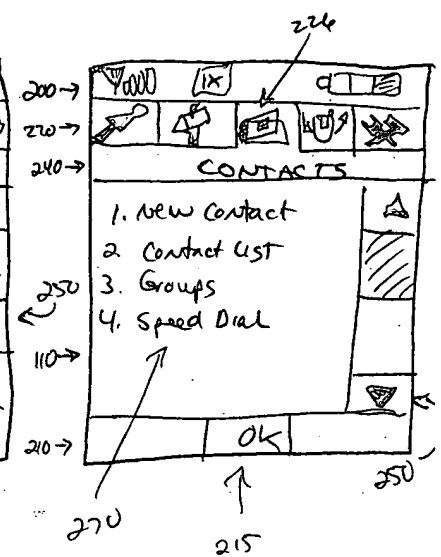 226
200→ 1X
220→
240→ CONTACTS
1. New Contact
2 Contact List
250 3. Groups
4. Speed Dial
110→
210→ OK
250
270
215